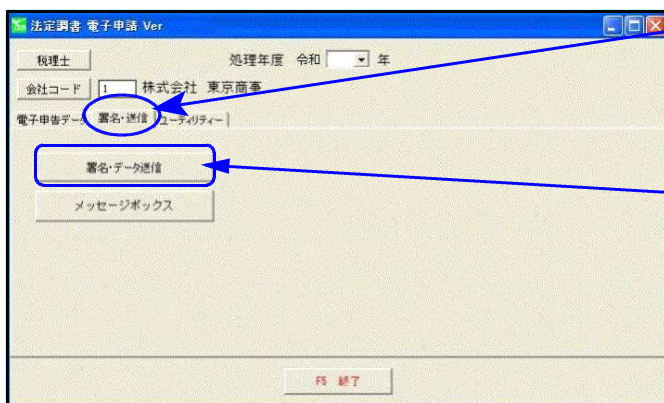 法定調書 電子申請 Ver
税理士
処理年度 令和 年
会社コード 1 株式会社 東京商事
電子申告データ 署名・送信 ユーティリティー
署名・データ送信
メッセージボックス
F5 終了